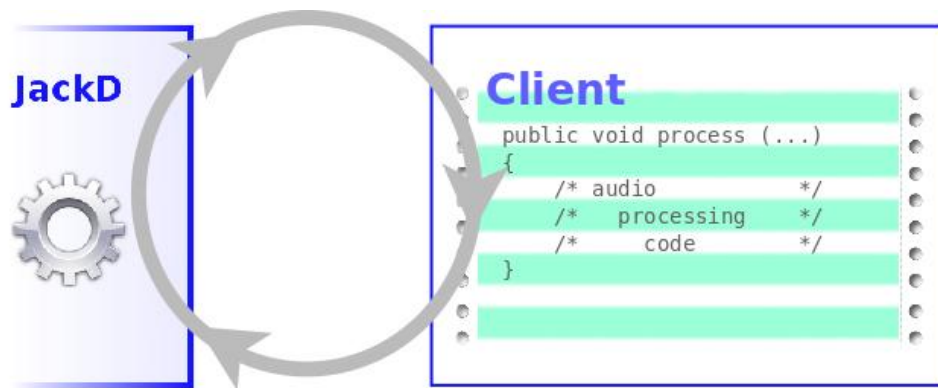 JackD
Client
public void process (...)
{
/* audio */
/* processing */
/* code */
}